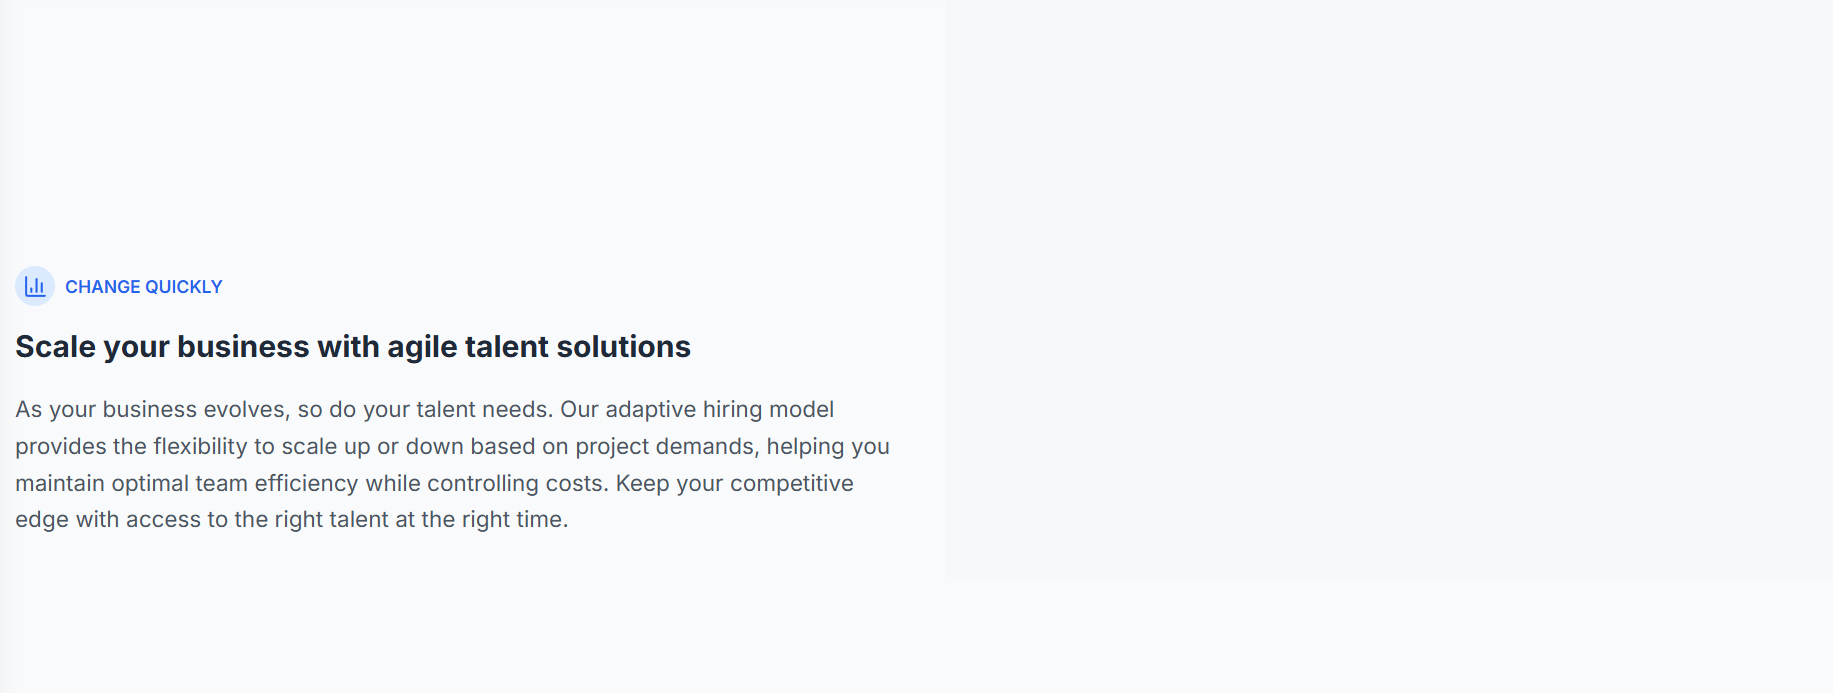 CHANGE QUICKLY
Scale your business with agile talent solutions
As your business evolves, so do your talent needs. Our adaptive hiring model
provides the flexibility to scale up or down based on project demands, helping you
maintain optimal team efficiency while controlling costs. Keep your competitive
edge with access to the right talent at the right time.